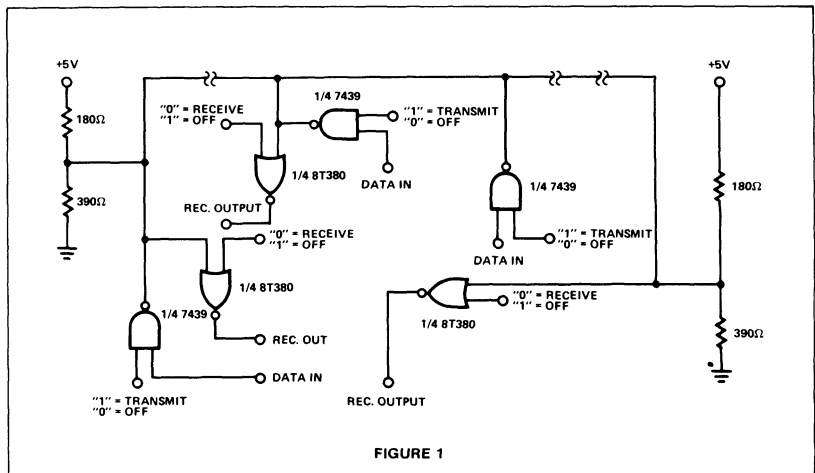 +5V
180Ω
390Ω
"0" = RECEIVE
"1" = OFF
1/4 7439
"1" = TRANSMIT
"0" = OFF
DATA IN
1/4 8T380
REC. OUTPUT
"0" = RECEIVE
"1" = OFF
1/4 8T380
1/4 7439
REC. OUT
DATA IN
"1" = TRANSMIT
"0" = OFF
1/4 7439
"1" = TRANSMIT
"0" = OFF
DATA IN
"0" = RECEIVE
"1" = OFF
1/4 8T380
REC. OUTPUT
+5V
180Ω
390Ω
FIGURE 1